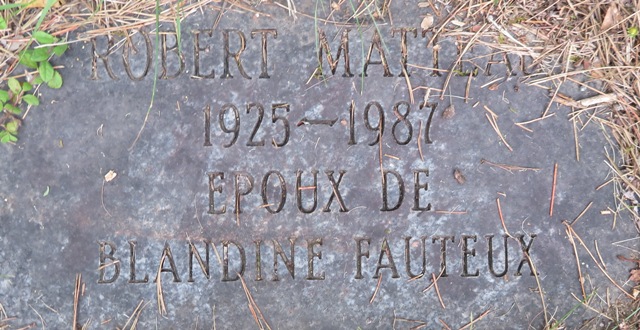 ROBERT
1925-1987
EPOUX DE
BLANDINE FAUTEUX